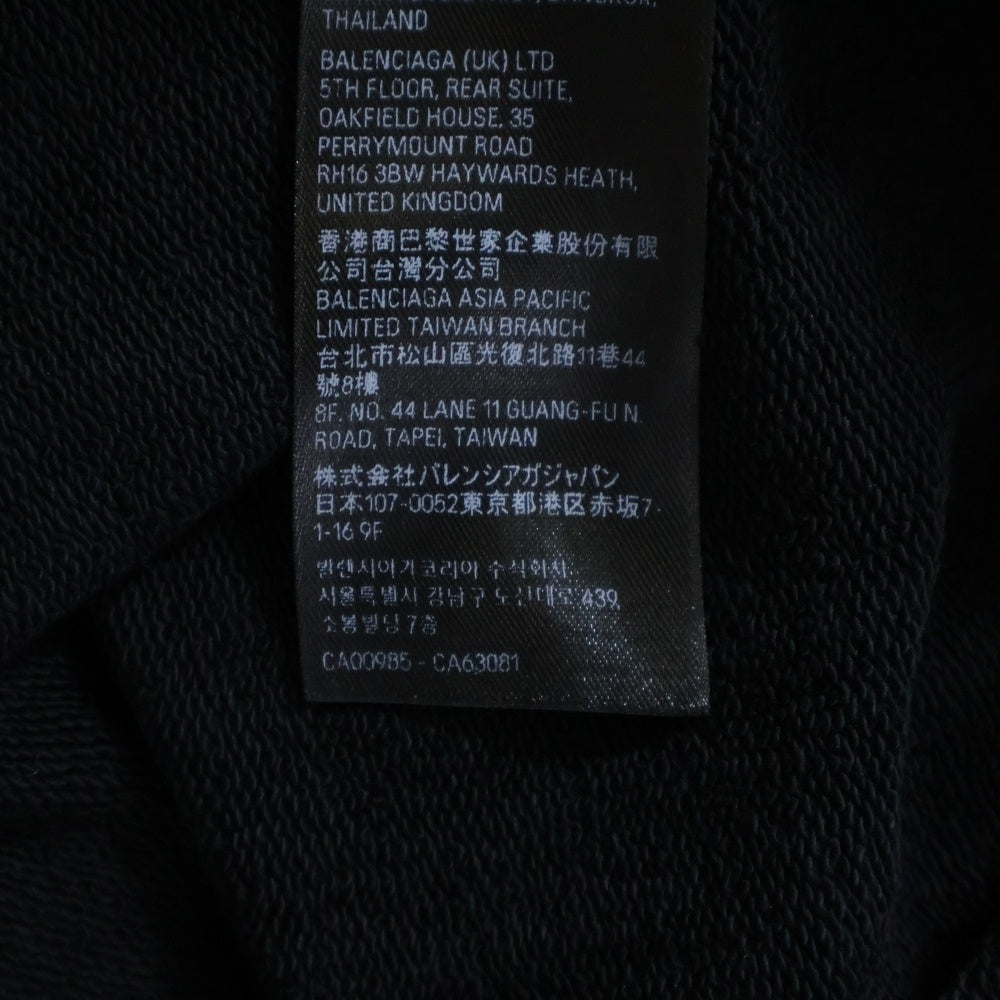 BANGKOK,
THAILAND
BALENCIAGA (UK) LTD
5TH FLOOR, REAR SUITE,
OAKFIELD HOUSE, 35
PERRYMOUNT ROAD
RH16 3BW HAYWARDS HEATH,
UNITED KINGDOM
香港商巴黎世家企業股份有限
公司台灣分公司
BALENCIAGA ASIA PACIFIC
LIMITED TAIWAN BRANCH
台北市松山區光復北路11巷44
號8樓
8F. NO. 44 LANE 11 GUANG-FU N.
ROAD, TAPEI, TAIWAN
株式会社バレンシアガジャパン
日本107-0052東京都港区赤坂7-
1-16 9F
발렌시아가코리아 주식회사
서울특별시 강남구 도산대로 439,
소봉빌딩 7층
CA00985 - CA63081